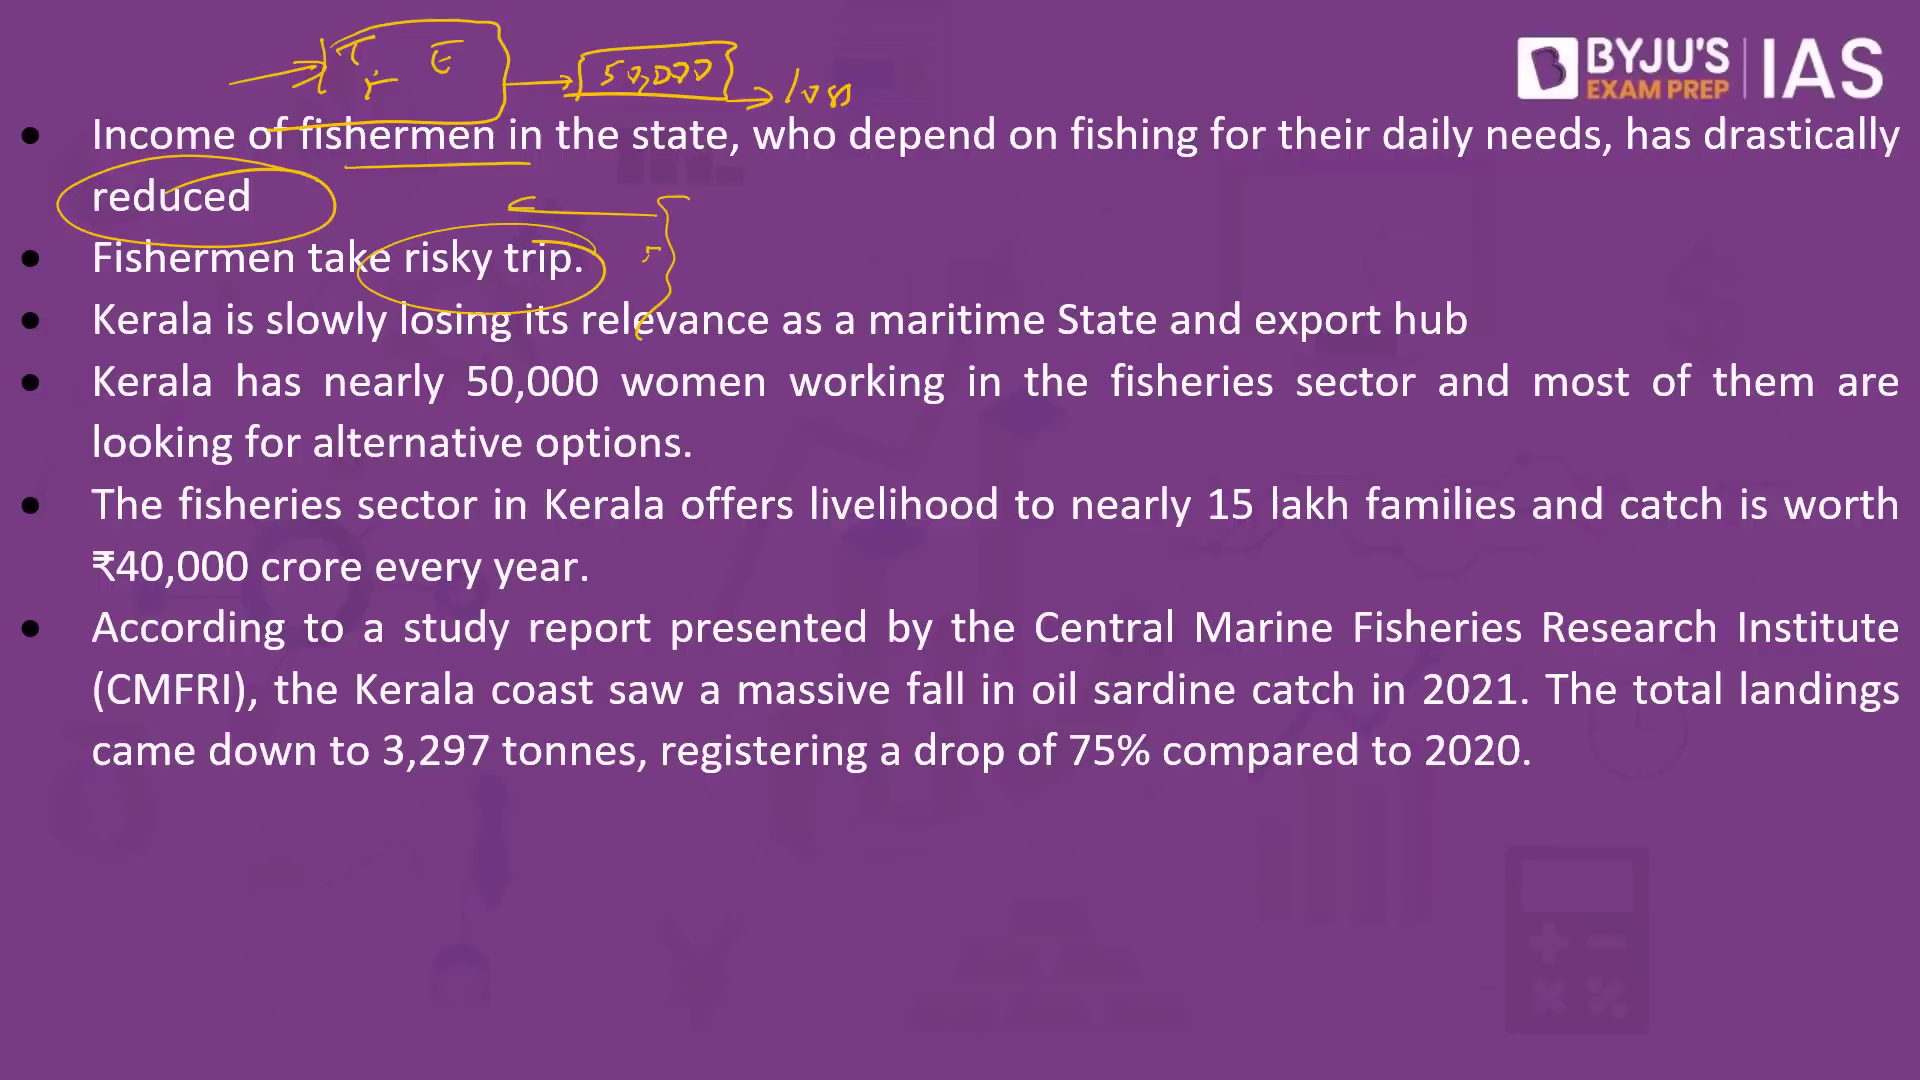 BYJU'S
EXAM PREP
IAS
T E
r
50,000
loss
● Income of fishermen in the state, who depend on fishing for their daily needs, has drastically
reduced
● Fishermen take risky trip.
● Kerala is slowly losing its relevance as a maritime State and export hub
● Kerala has nearly 50,000 women working in the fisheries sector and most of them are
looking for alternative options.
● The fisheries sector in Kerala offers livelihood to nearly 15 lakh families and catch is worth
₹40,000 crore every year.
● According to a study report presented by the Central Marine Fisheries Research Institute
(CMFRI), the Kerala coast saw a massive fall in oil sardine catch in 2021. The total landings
came down to 3,297 tonnes, registering a drop of 75% compared to 2020.